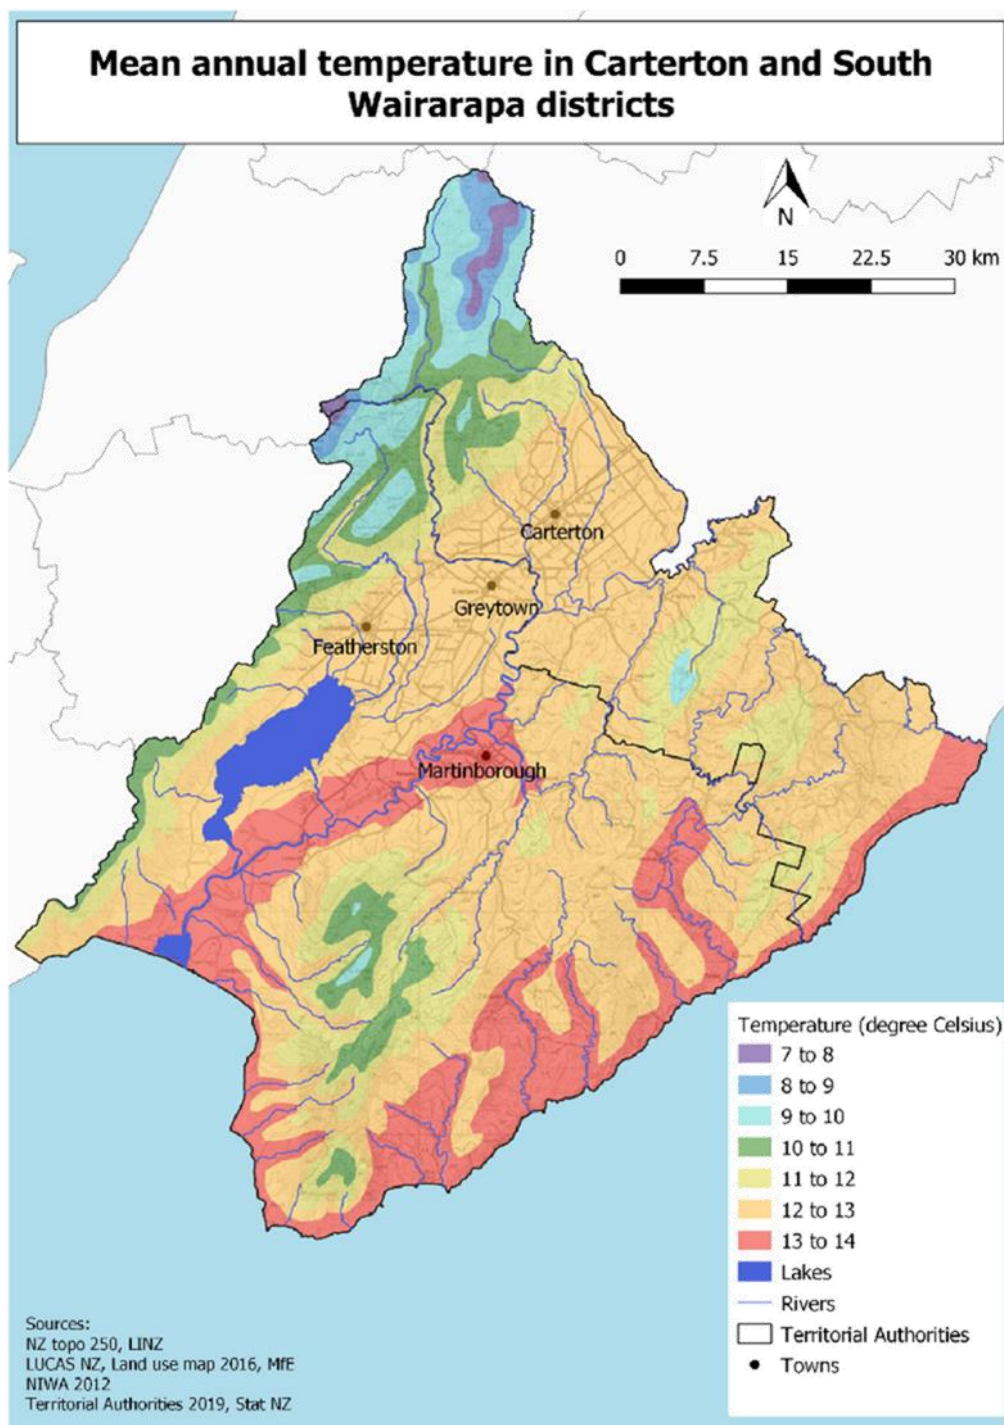 Mean annual temperature in Carterton and South
Wairarapa districts
N
0 7.5 15 22.5 30 km
Carterton
Greytown
Featherston
Martinborough
Temperature (degree Celsius)
7 to 8
8 to 9
9 to 10
10 to 11
11 to 12
12 to 13
13 to 14
Lakes
Rivers
Territorial Authorities
Towns
Sources:
NZ topo 250, LINZ
LUCAS NZ, Land use map 2016, MfE
NIWA 2012
Territorial Authorities 2019, Stat NZ